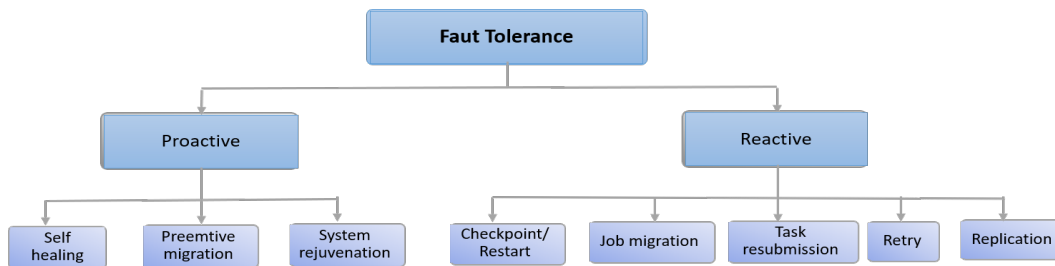 Faut Tolerance
Proactive
Reactive
Self
healing
Preemtive
migration
System
rejuvenation
Checkpoint/
Restart
Job migration
Task
resubmission
Retry
Replication